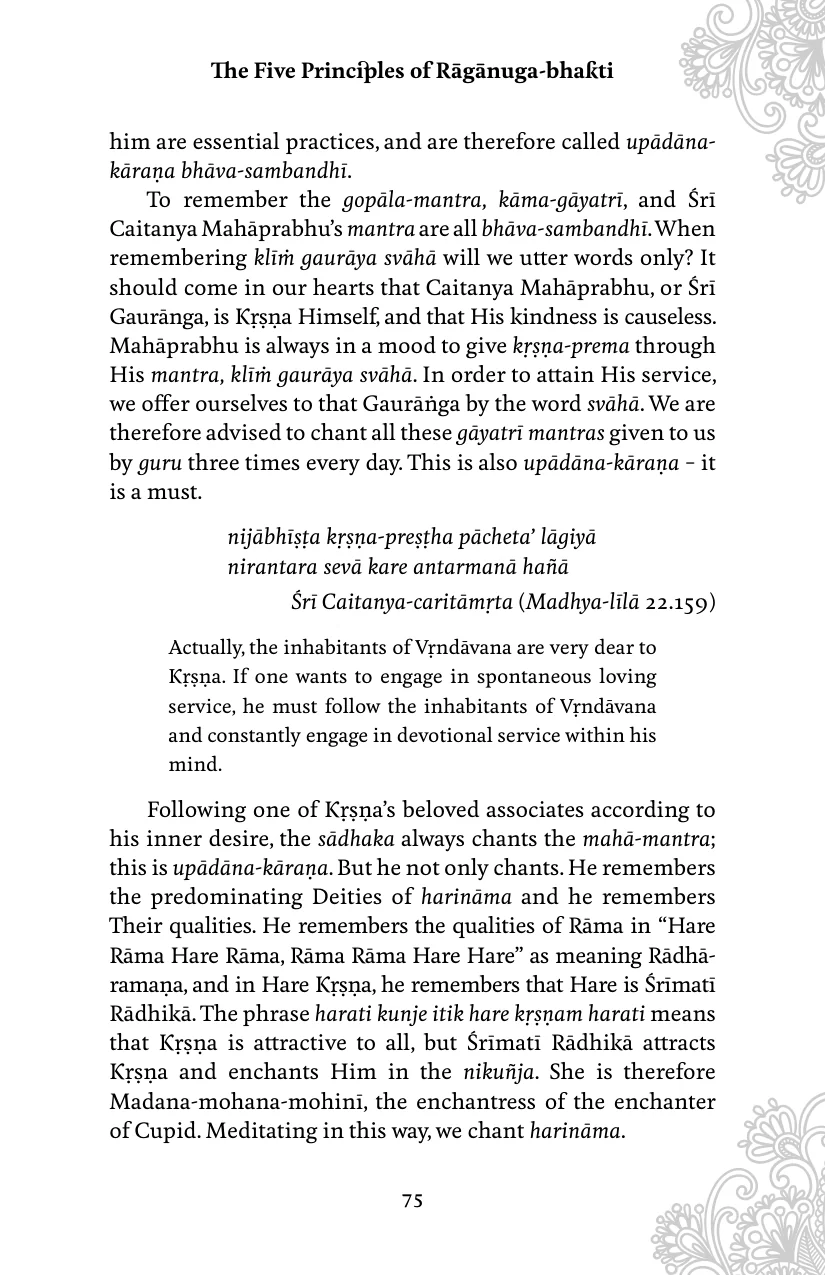 The Five Principles of Rāgānuga-bhakti
him are essential practices, and are therefore called upādāna-
kāraṇa bhāva-sambandhī.
To remember the gopāla-mantra, kāma-gāyatrī, and Śrī
Caitanya Mahāprabhu’s mantra are all bhāva-sambandhī. When
remembering klīṁ gaurāya svāhā will we utter words only? It
should come in our hearts that Caitanya Mahāprabhu, or Śrī
Gaurānga, is Kṛṣṇa Himself, and that His kindness is causeless.
Mahāprabhu is always in a mood to give kṛṣṇa-prema through
His mantra, klīṁ gaurāya svāhā. In order to attain His service,
we offer ourselves to that Gaurāṅga by the word svāhā. We are
therefore advised to chant all these gāyatrī mantras given to us
by guru three times every day. This is also upādāna-kāraṇa – it
is a must.
nijābhīṣṭa kṛṣṇa-preṣṭha pācheta’ lāgiyā
nirantara sevā kare antarmanā hañā
Śrī Caitanya-caritāmṛta (Madhya-līlā 22.159)
Actually, the inhabitants of Vṛndāvana are very dear to
Kṛṣṇa. If one wants to engage in spontaneous loving
service, he must follow the inhabitants of Vṛndāvana
and constantly engage in devotional service within his
mind.
Following one of Kṛṣṇa’s beloved associates according to
his inner desire, the sādhaka always chants the mahā-mantra;
this is upādāna-kāraṇa. But he not only chants. He remembers
the predominating Deities of harināma and he remembers
Their qualities. He remembers the qualities of Rāma in “Hare
Rāma Hare Rāma, Rāma Rāma Hare Hare” as meaning Rādhā-
ramaṇa, and in Hare Kṛṣṇa, he remembers that Hare is Śrīmatī
Rādhikā. The phrase harati kunje itik hare kṛṣṇam harati means
that Kṛṣṇa is attractive to all, but Śrīmatī Rādhikā attracts
Kṛṣṇa and enchants Him in the nikuñja. She is therefore
Madana-mohana-mohinī, the enchantress of the enchanter
of Cupid. Meditating in this way, we chant harināma.
75